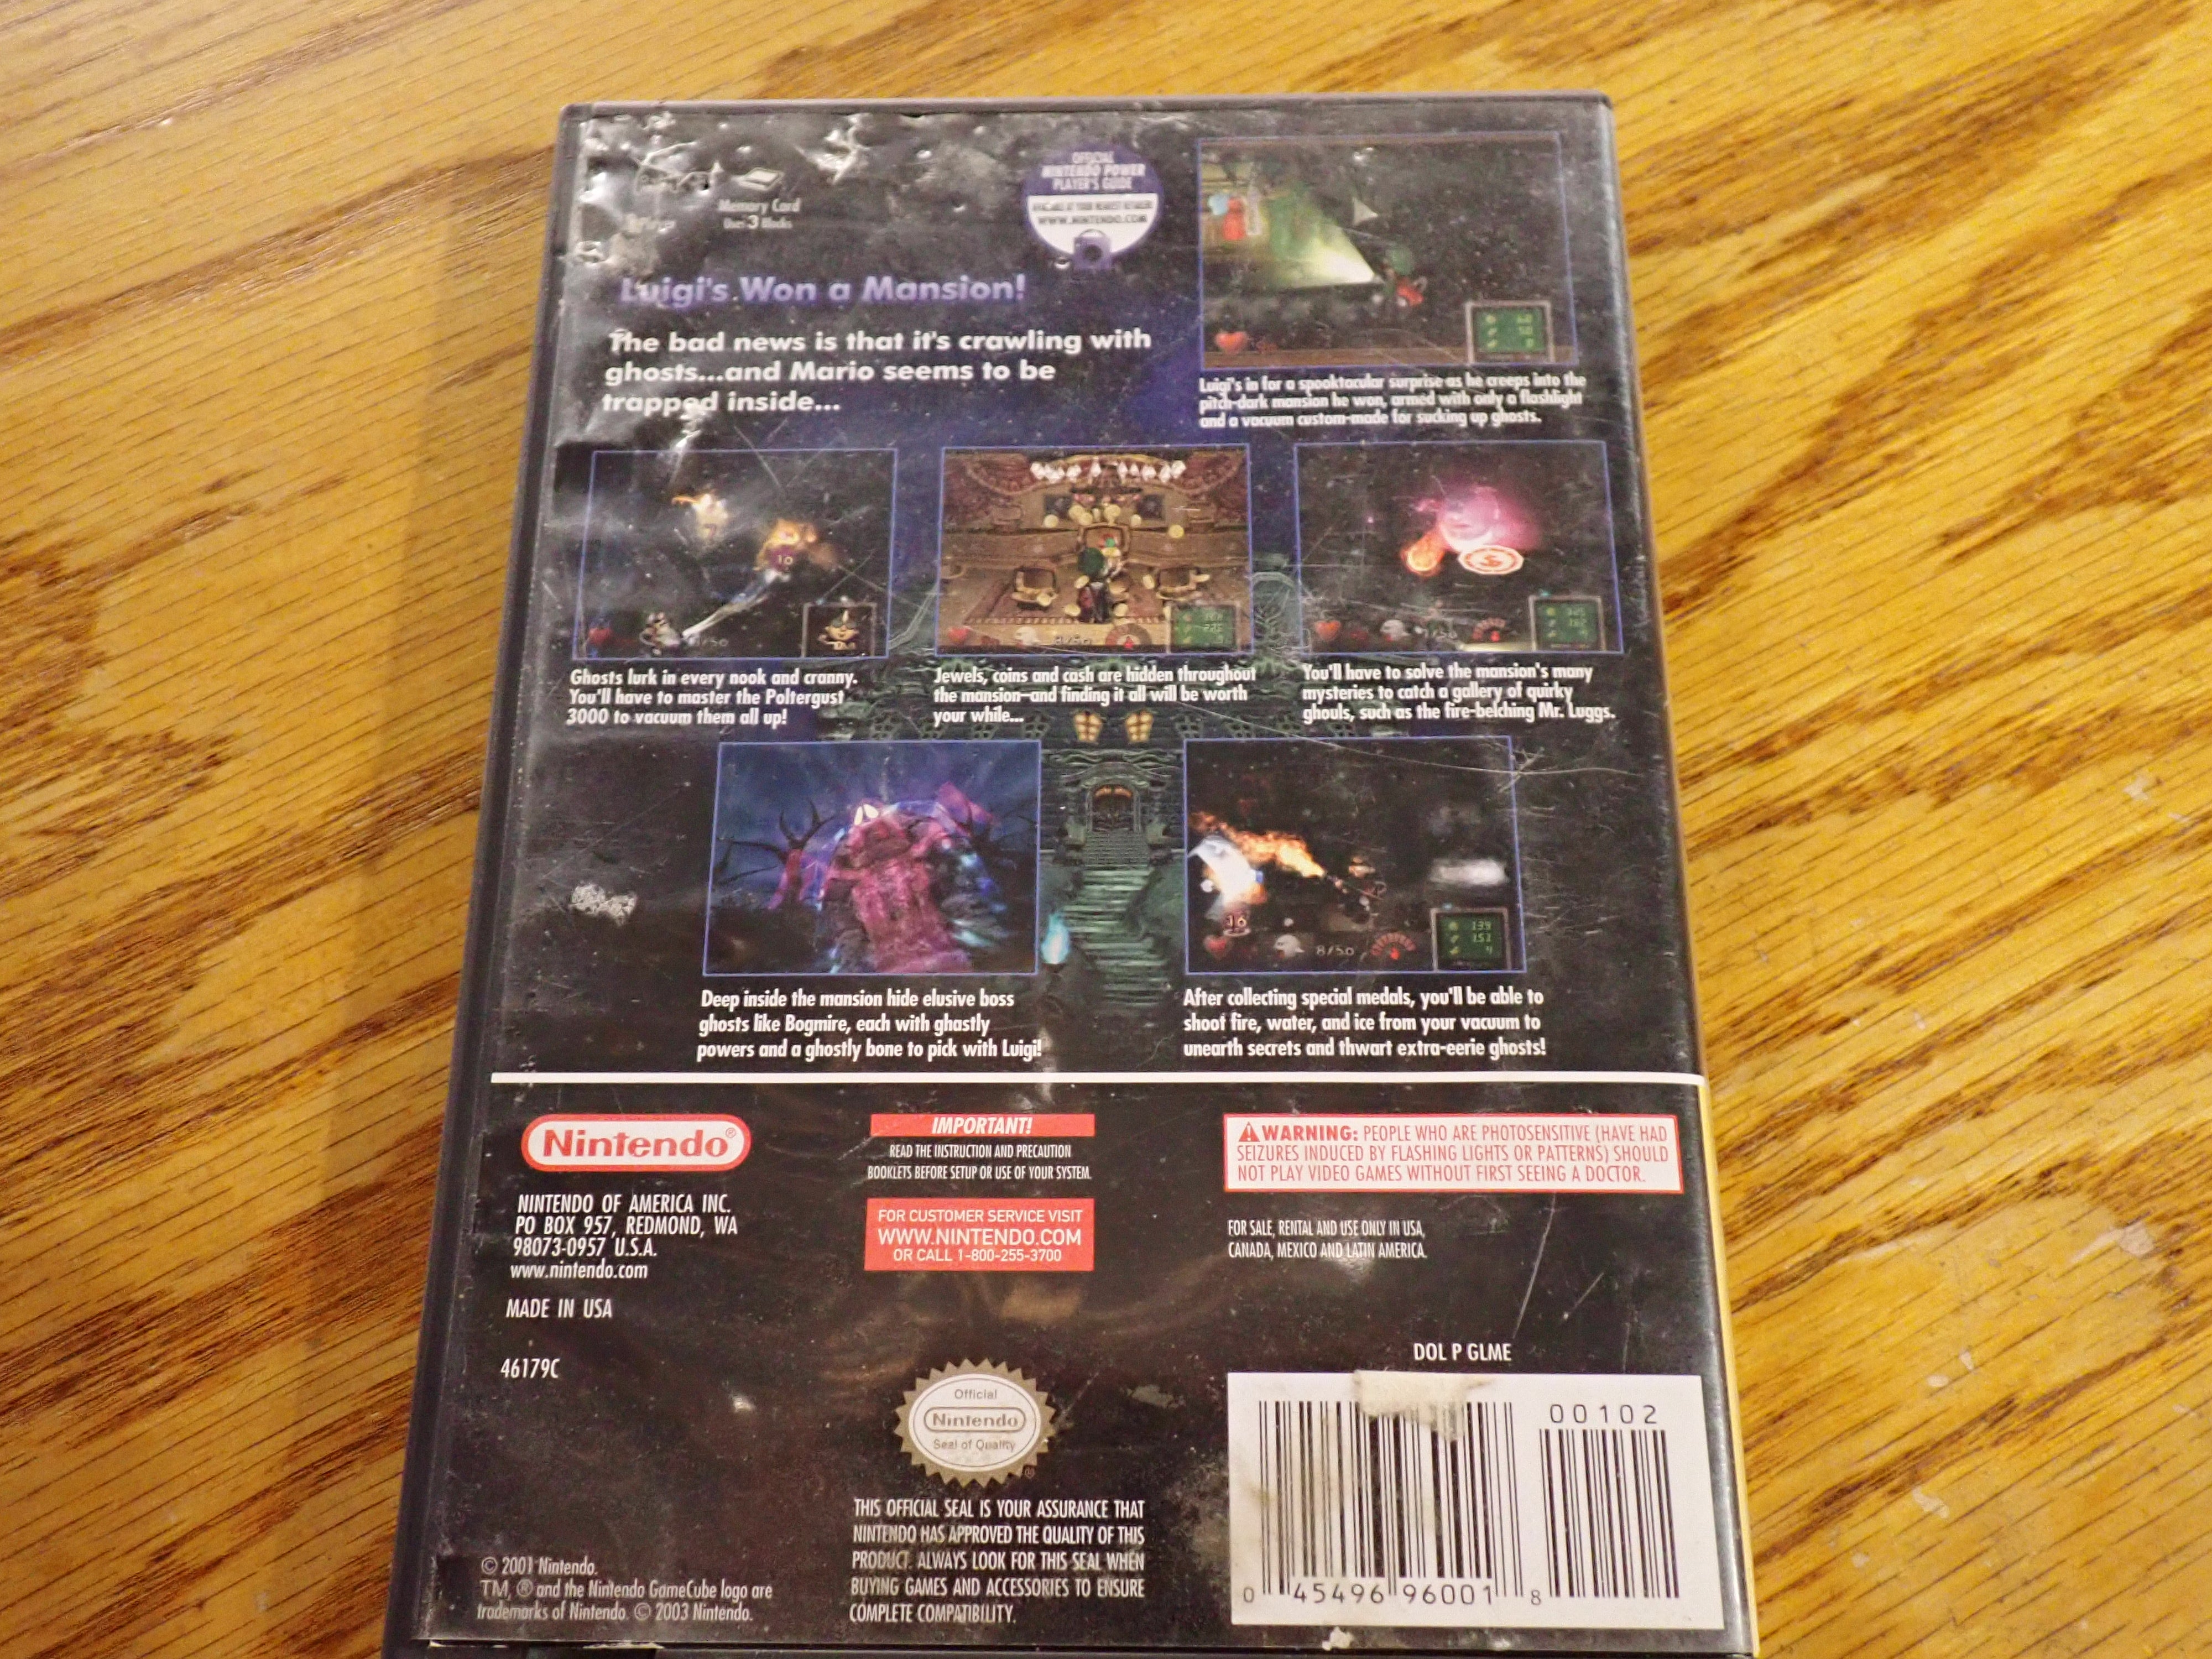 Memory Card
Uses 3 Blocks
OFFICIAL
NINTENDO POWER
PLAYER'S GUIDE
AVAILABLE AT YOUR NEAREST RETAILER!
WWW.NINTENDO.COM
Luigi's Won a Mansion!
The bad news is that it's crawling with
ghosts...and Mario seems to be
trapped inside...
Luigi's in for a spooktacular surprise as he creeps into the
pitch-dark mansion he won, armed with only a flashlight
and a vacuum custom-made for sucking up ghosts.
10
Ghosts lurk in every nook and cranny.
You'll have to master the Poltergust
3000 to vacuum them all up!
Jewels, coins and cash are hidden throughout
the mansion—and finding it all will be worth
your while...
You'll have to solve the mansion's many
mysteries to catch a gallery of quirky
ghouls, such as the fire-belching Mr. Luggs.
16
8/50
139
151
4
Deep inside the mansion hide elusive boss
ghosts like Bogmire, each with ghastly
powers and a ghostly bone to pick with Luigi!
After collecting special medals, you'll be able to
shoot fire, water, and ice from your vacuum to
unearth secrets and thwart extra-eerie ghosts!
Nintendo®
NINTENDO OF AMERICA INC.
PO BOX 957, REDMOND, WA
98073-0957 U.S.A.
www.nintendo.com
MADE IN USA
46179C
IMPORTANT!
READ THE INSTRUCTION AND PRECAUTION
BOOKLETS BEFORE SETUP OR USE OF YOUR SYSTEM.
FOR CUSTOMER SERVICE VISIT
WWW.NINTENDO.COM
OR CALL 1-800-255-3700
WARNING: PEOPLE WHO ARE PHOTOSENSITIVE (HAVE HAD
SEIZURES INDUCED BY FLASHING LIGHTS OR PATTERNS) SHOULD
NOT PLAY VIDEO GAMES WITHOUT FIRST SEEING A DOCTOR.
FOR SALE, RENTAL AND USE ONLY IN USA,
CANADA, MEXICO AND LATIN AMERICA.
DOL P GLME
00102
0 45496 96001 8
Official
Nintendo
Seal of Quality
®
THIS OFFICIAL SEAL IS YOUR ASSURANCE THAT
NINTENDO HAS APPROVED THE QUALITY OF THIS
PRODUCT. ALWAYS LOOK FOR THIS SEAL WHEN
BUYING GAMES AND ACCESSORIES TO ENSURE
COMPLETE COMPATIBILITY.
© 2001 Nintendo.
TM, ® and the Nintendo GameCube logo are
trademarks of Nintendo. © 2003 Nintendo.